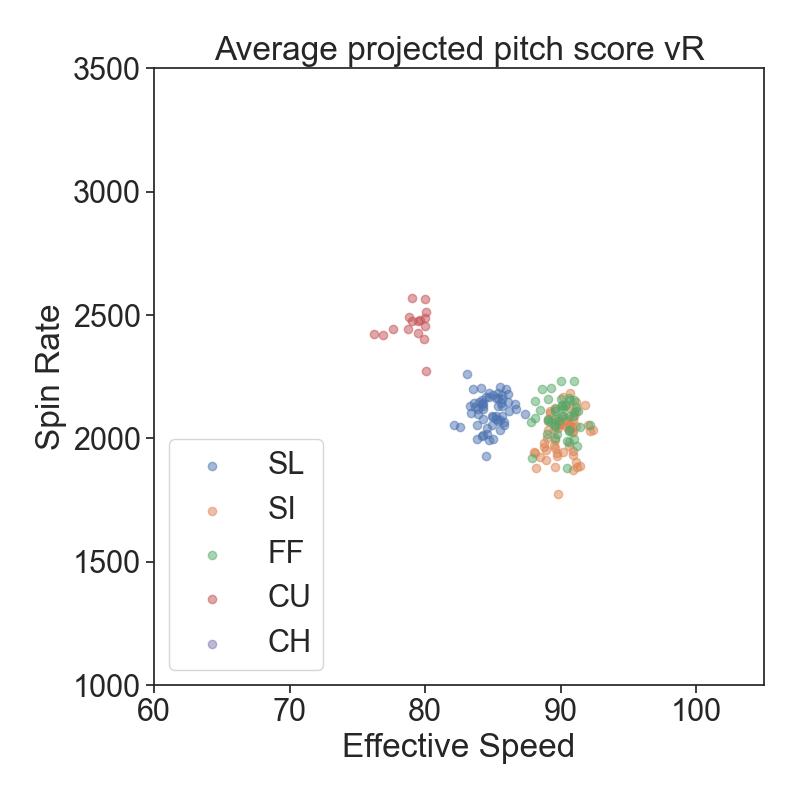 Average projected pitch score vR
3500
3000
2500
2000
1500
1000
Spin Rate
SL
SI
FF
CU
CH
60 70 80 90 100
Effective Speed